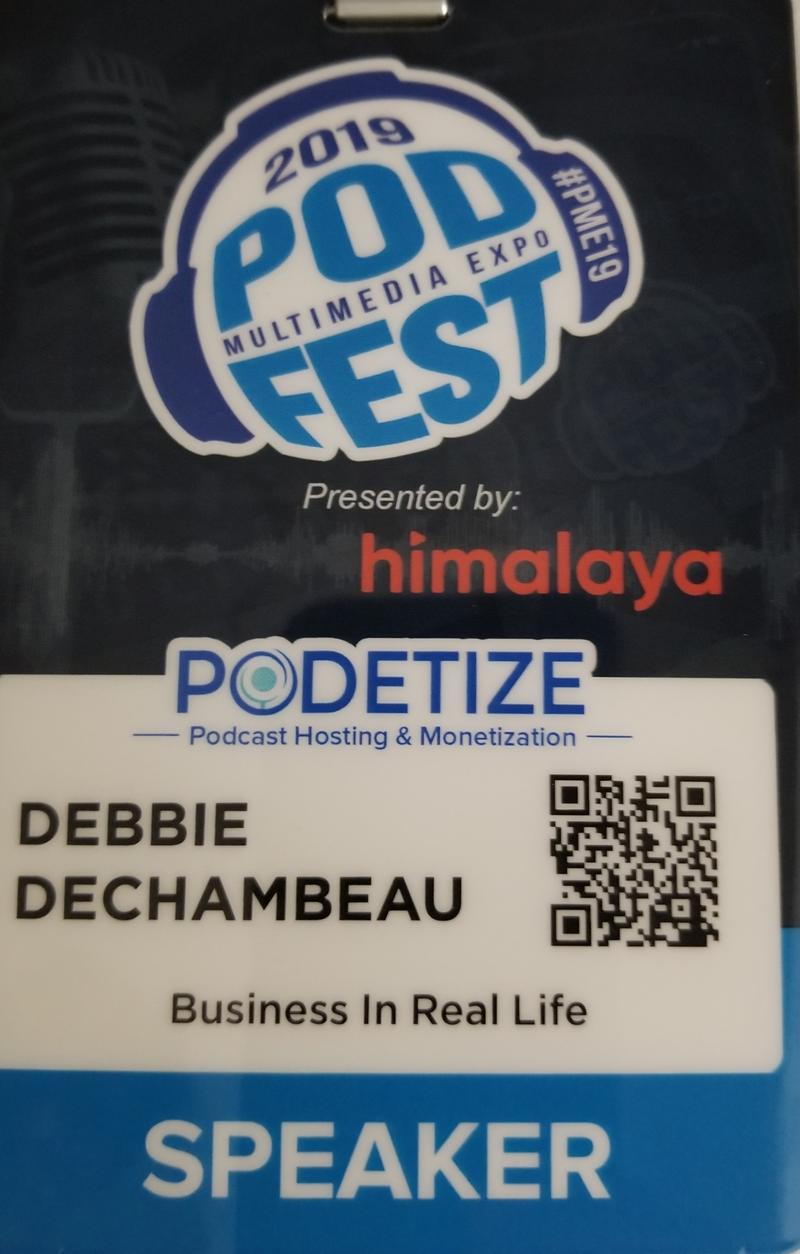 2019
POD
MULTIMEDIA EXPO
FEST
#PME19
Presented by:
himalaya
PODETIZE
Podcast Hosting & Monetization
DEBBIE
DECHAMBEAU
Business In Real Life
SPEAKER